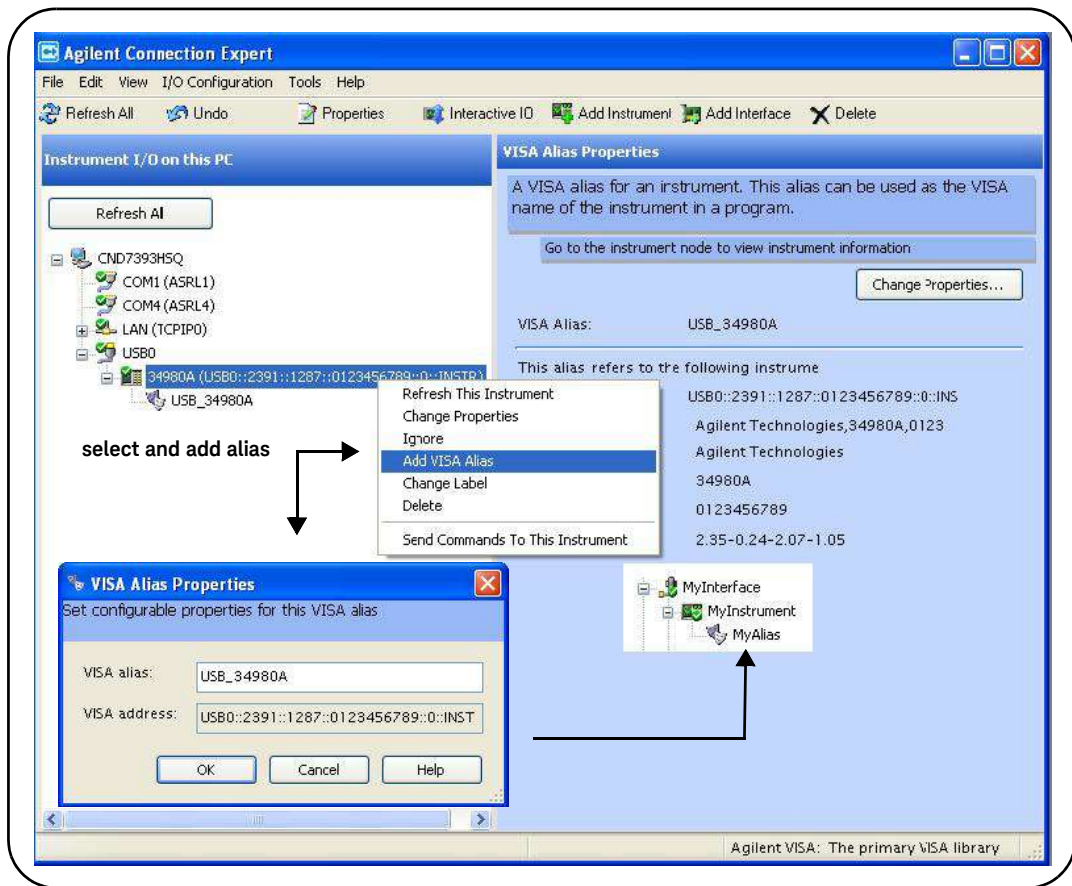 Agilent Connection Expert
File Edit View I/O Configuration Tools Help
Refresh All Undo Properties Interactive IO Add Instrument Add Interface Delete
Instrument I/O on this PC
Refresh All
CND7393HSQ
COM1 (ASRL1)
COM4 (ASRL4)
LAN (TCPIP0)
USB0
34980A (USB0::2391::1287::0123456789::0::INSTR)
USB_34980A
select and add alias
Refresh This Instrument
Change Properties
Ignore
Add VISA Alias
Change Label
Delete
Send Commands To This Instrument
VISA Alias Properties
A VISA alias for an instrument. This alias can be used as the VISA
name of the instrument in a program.
Go to the instrument node to view instrument information
Change Properties...
VISA Alias: USB_34980A
This alias refers to the following instrume
USB0::2391::1287::0123456789::0::INS
Agilent Technologies,34980A,0123
Agilent Technologies
34980A
0123456789
2.35-0.24-2.07-1.05
MyInterface
MyInstrument
MyAlias
VISA Alias Properties
Set configurable properties for this VISA alias
VISA alias: USB_34980A
VISA address: USB0::2391::1287::0123456789::0::INST
OK Cancel Help
Agilent VISA: The primary VISA library